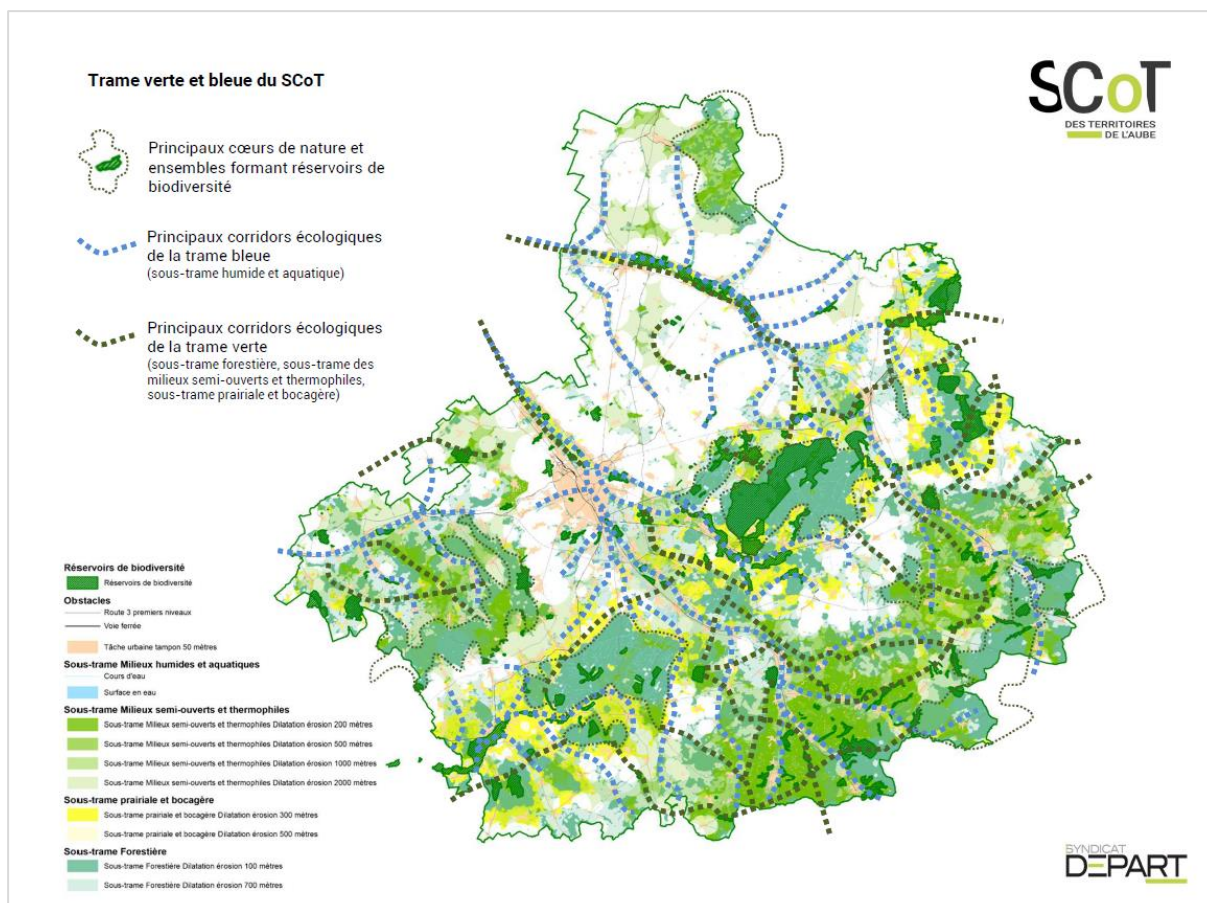 Trame verte et bleue du SCoT
Principaux cœurs de nature et
ensembles formant réservoirs de
biodiversité
Principaux corridors écologiques
de la trame bleue
(sous-trame humide et aquatique)
Principaux corridors écologiques
de la trame verte
(sous-trame forestière, sous-trame des
milieux semi-ouverts et thermophiles,
sous-trame prairiale et bocagère)
SCoT
DES TERRITOIRES
DE L'AUBE
Réservoirs de biodiversité
Réservoirs de biodiversité
Obstacles
Route 3 premiers niveaux
Voie ferrée
Tâche urbaine tampon 50 mètres
Sous-trame Milieux humides et aquatiques
Cours d'eau
Surface en eau
Sous-trame Milieux semi-ouverts et thermophiles
Sous-trame Milieux semi-ouverts et thermophiles Dilatation érosion 200 mètres
Sous-trame Milieux semi-ouverts et thermophiles Dilatation érosion 500 mètres
Sous-trame Milieux semi-ouverts et thermophiles Dilatation érosion 1000 mètres
Sous-trame Milieux semi-ouverts et thermophiles Dilatation érosion 2000 mètres
Sous-trame prairiale et bocagère
Sous-trame prairiale et bocagère Dilatation érosion 300 mètres
Sous-trame prairiale et bocagère Dilatation érosion 500 mètres
Sous-trame Forestière
Sous-trame Forestière Dilatation érosion 100 mètres
Sous-trame Forestière Dilatation érosion 700 mètres
SYNDICAT
DEPART